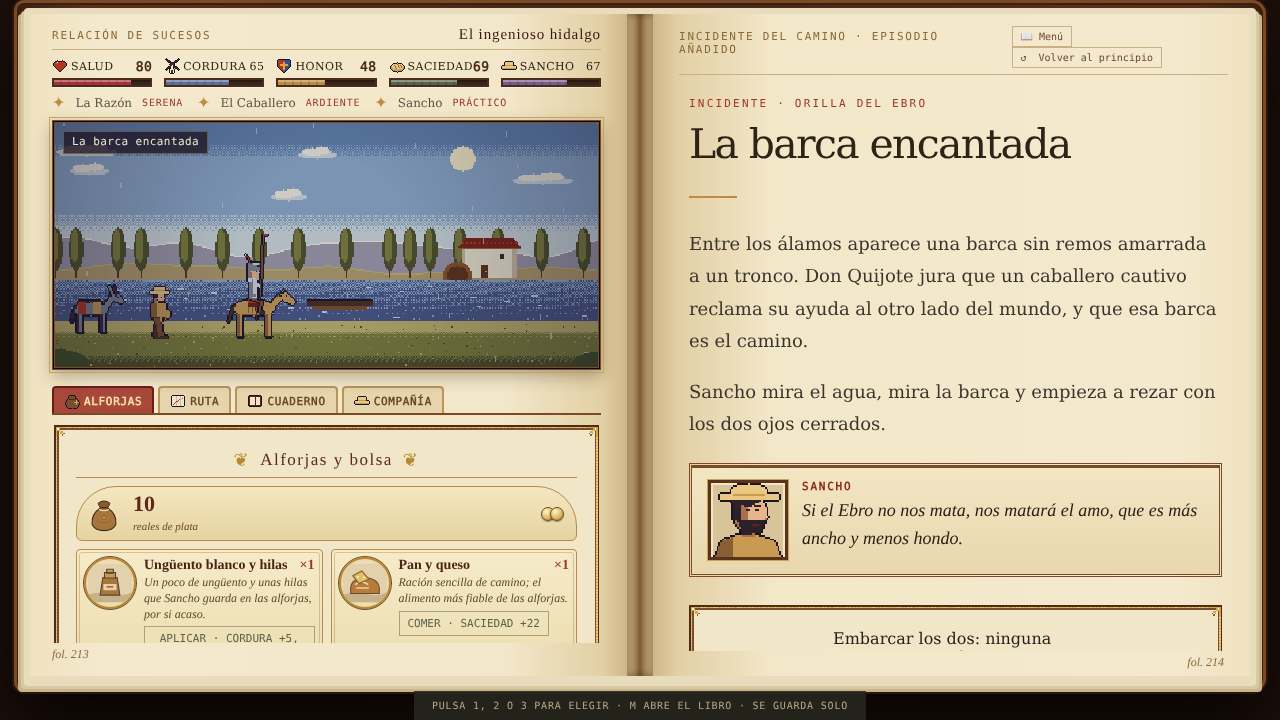 RELACIÓN DE SUCESOS
El ingenioso hidalgo
SALUD 80
CORDURA 65
HONOR 48
SACIEDAD 69
SANCHO 67
La Razón SERENA
El Caballero ARDIENTE
Sancho PRÁCTICO
La barca encantada
ALFORJAS
RUTA
CUADERNO
COMPAÑÍA
Alforjas y bolsa
10
reales de plata
Ungüento blanco y hilas ×1
Un poco de ungüento y unas hilas
que Sancho guarda en las alforjas,
por si acaso.
APLICAR · CORDURA +5,
Pan y queso ×1
Ración sencilla de camino; el
alimento más fiable de las alforjas.
COMER · SACIEDAD +22
fol. 213
INCIDENTE DEL CAMINO · EPISODIO
AÑADIDO
Menú
Volver al principio
INCIDENTE · ORILLA DEL EBRO
La barca encantada
Entre los álamos aparece una barca sin remos amarrada
a un tronco. Don Quijote jura que un caballero cautivo
reclama su ayuda al otro lado del mundo, y que esa barca
es el camino.
Sancho mira el agua, mira la barca y empieza a rezar con
los dos ojos cerrados.
SANCHO
Si el Ebro no nos mata, nos matará el amo, que es más
ancho y menos hondo.
Embarcar los dos: ninguna
fol. 214
PULSA 1, 2 O 3 PARA ELEGIR · M ABRE EL LIBRO · SE GUARDA SOLO